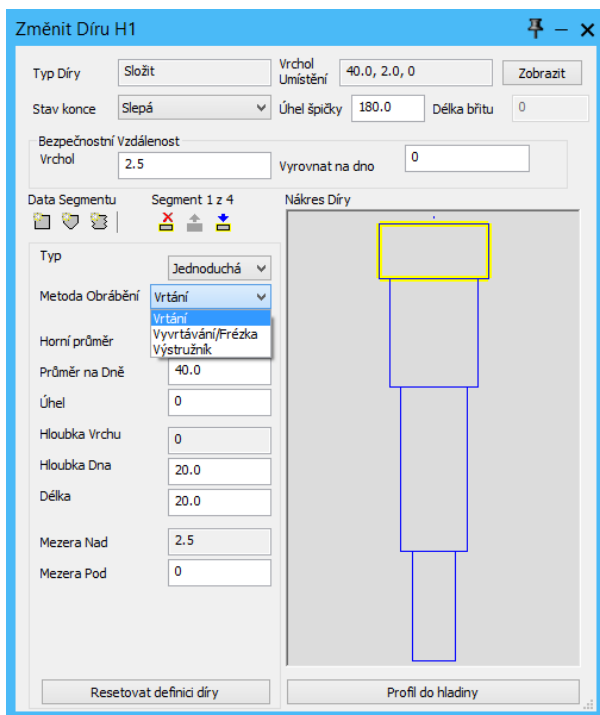 Změnit Díru H1
Typ Díry
Složit
Vrchol
Umístění
40.0, 2.0, 0
Zobrazit
Stav konce
Slepá
Úhel špičky
180.0
Délka břitu
0
Bezpečnostní Vzdálenost
Vrchol
2.5
Vyrovnat na dno
0
Data Segmentu
Segment 1 z 4
Nákres Díry
Typ
Jednoduchá
Metoda Obrábění
Vrtání
Vrtání
Vyvrtávání/Frézka
Výstružník
Horní průměr
Průměr na Dně
40.0
Úhel
0
Hloubka Vrchu
0
Hloubka Dna
20.0
Délka
20.0
Mezera Nad
2.5
Mezera Pod
0
Resetovat definici díry
Profil do hladiny